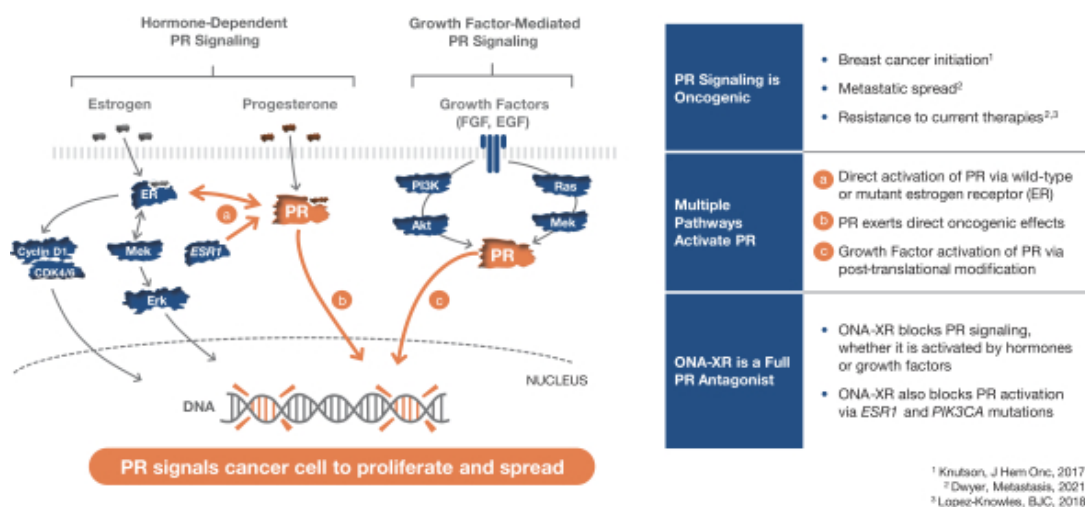 Hormone-Dependent
PR Signaling
Growth Factor-Mediated
PR Signaling
Estrogen
Progesterone
Growth Factors
(FGF, EGF)
ER
PR
a
Cyclin D1
CDK4/6
Mek
ESR1
Erk
PI3K
Ras
Akt
Mek
PR
b
c
NUCLEUS
DNA
PR signals cancer cell to proliferate and spread
PR Signaling is
Oncogenic
• Breast cancer initiation¹
• Metastatic spread²
• Resistance to current therapies²,³
Multiple
Pathways
Activate PR
a Direct activation of PR via wild-type
or mutant estrogen receptor (ER)
b PR exerts direct oncogenic effects
c Growth Factor activation of PR via
post-translational modification
ONA-XR is a Full
PR Antagonist
• ONA-XR blocks PR signaling,
whether it is activated by hormones
or growth factors
• ONA-XR also blocks PR activation
via ESR1 and PIK3CA mutations
¹ Knutson, J Hem Onc, 2017
² Dwyer, Metastasis, 2021
³ Lopez-Knowles, BJC, 2018